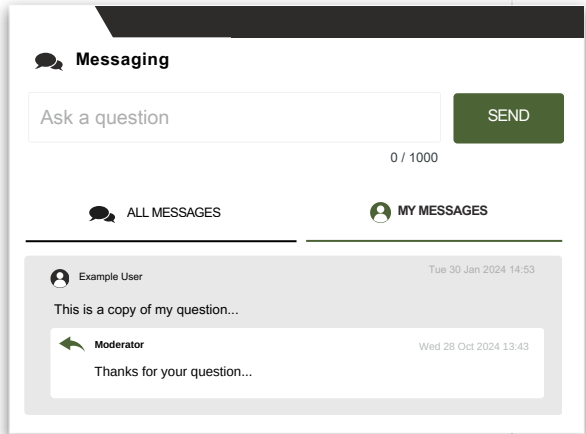 Messaging
Ask a question
SEND
0 / 1000
ALL MESSAGES
MY MESSAGES
Example User
Tue 30 Jan 2024 14:53
This is a copy of my question...
Moderator
Wed 28 Oct 2024 13:43
Thanks for your question...